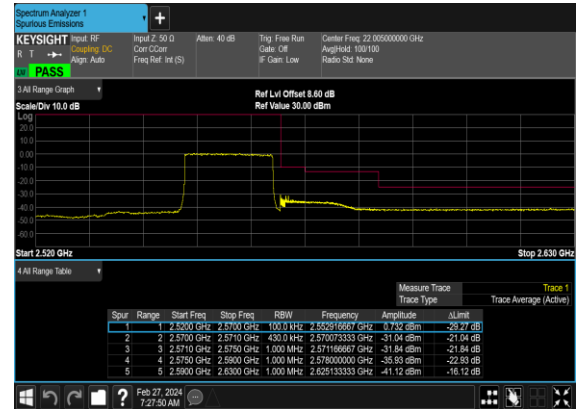 Spectrum Analyzer 1
Spurious Emissions
+
KEYSIGHT Input: RF Input Z: 50 Ω Atten: 40 dB Trig: Free Run Center Freq: 22.005000000 GHz
R T Coupling: DC Corr CCorr Gate: Off Avg|Hold: 100/100
Align: Auto Freq Ref: Int (S) IF Gain: Low Radio Std: None
PASS
3 All Range Graph
Ref Lvl Offset 8.60 dB
Scale/Div 10.0 dB Ref Value 30.00 dBm
Log
20.0
10.0
0.00
-10.0
-20.0
-30.0
-40.0
-50.0
-60.0
Start 2.520 GHz Stop 2.630 GHz
4 All Range Table
Measure Trace Trace 1
Trace Type Trace Average (Active)
Spur Range Start Freq Stop Freq RBW Frequency Amplitude ΔLimit
1 1 2.5200 GHz 2.5700 GHz 100.0 kHz 2.552916667 GHz 0.732 dBm -29.27 dB
2 2 2.5700 GHz 2.5710 GHz 430.0 kHz 2.570073333 GHz -31.04 dBm -21.04 dB
3 3 2.5710 GHz 2.5750 GHz 1.000 MHz 2.571166667 GHz -31.84 dBm -21.84 dB
4 4 2.5750 GHz 2.5900 GHz 1.000 MHz 2.578000000 GHz -35.93 dBm -22.93 dB
5 5 2.5900 GHz 2.6300 GHz 1.000 MHz 2.625133333 GHz -41.12 dBm -16.12 dB
?
Feb 27, 2024
7:27:50 AM